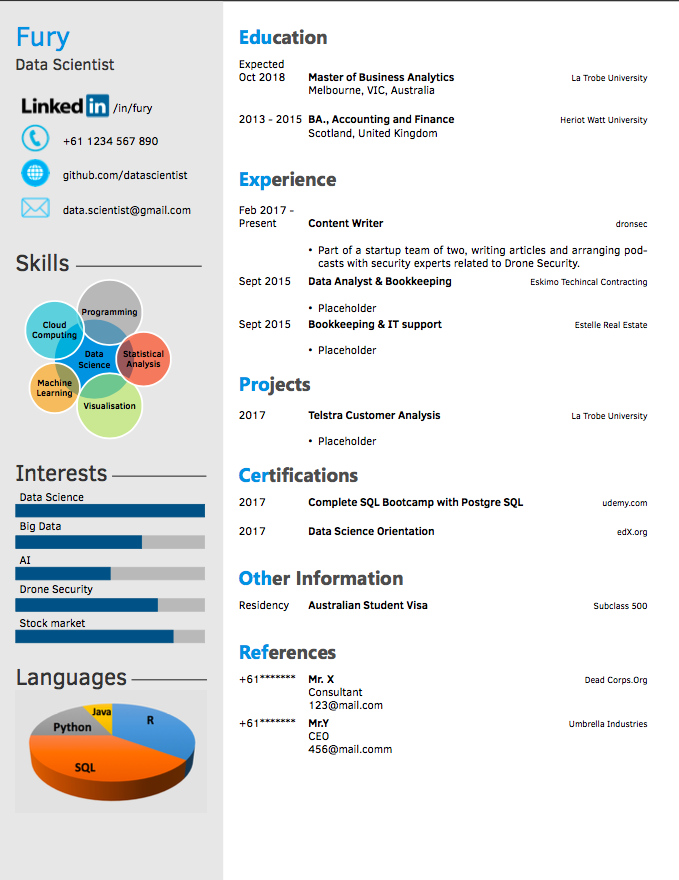 Fury
Data Scientist
Linked in /in/fury
+61 1234 567 890
github.com/datascientist
data.scientist@gmail.com
Skills
Programming
Cloud
Computing
Data
Science
Statistical
Analysis
Machine
Learning
Visualisation
Interests
Data Science
Big Data
AI
Drone Security
Stock market
Languages
Java
R
Python
SQL
Education
Expected
Oct 2018 Master of Business Analytics La Trobe University
Melbourne, VIC, Australia
2013 - 2015 BA., Accounting and Finance Heriot Watt University
Scotland, United Kingdom
Experience
Feb 2017 -
Present Content Writer dronsec
• Part of a startup team of two, writing articles and arranging pod-
casts with security experts related to Drone Security.
Sept 2015 Data Analyst & Bookkeeping Eskimo Techincal Contracting
• Placeholder
Sept 2015 Bookkeeping & IT support Estelle Real Estate
• Placeholder
Projects
2017 Telstra Customer Analysis La Trobe University
• Placeholder
Certifications
2017 Complete SQL Bootcamp with Postgre SQL udemy.com
2017 Data Science Orientation edX.org
Other Information
Residency Australian Student Visa Subclass 500
References
+61******* Mr. X Dead Corps.Org
Consultant
123@mail.com
+61******* Mr.Y Umbrella Industries
CEO
456@mail.comm